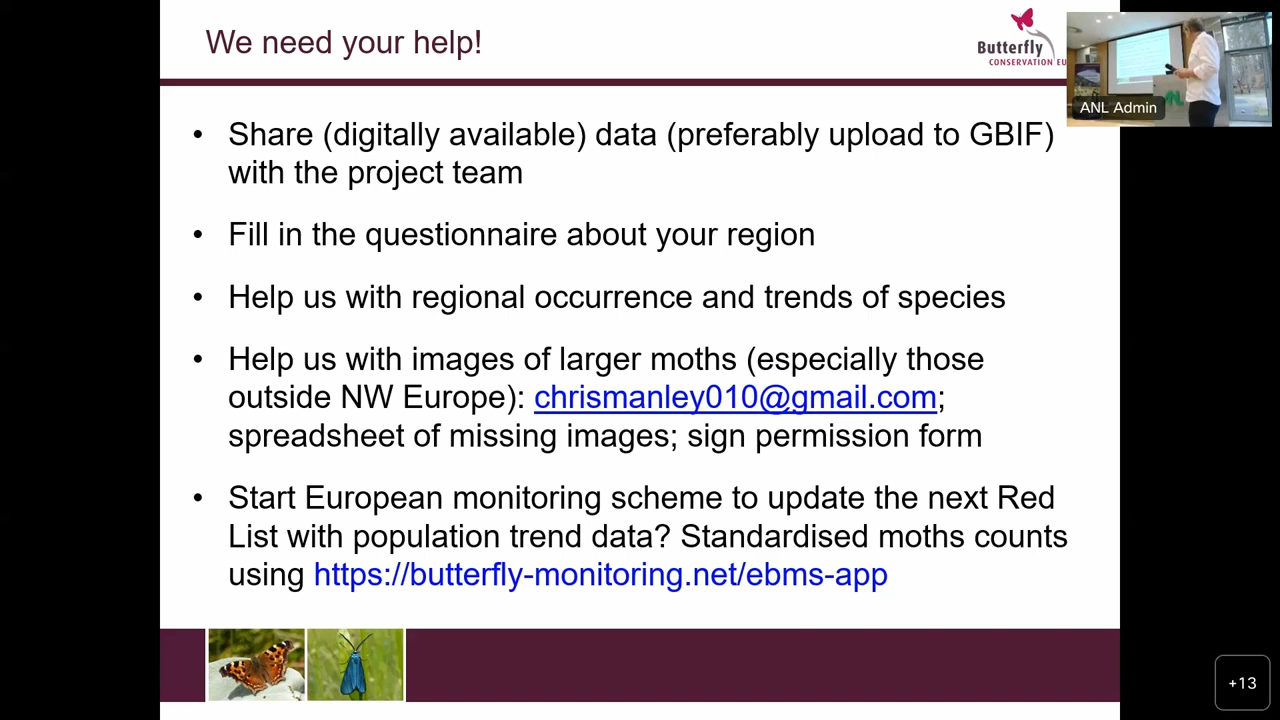 We need your help!
Butterfly
CONSERVATION EU
ANL Admin
• Share (digitally available) data (preferably upload to GBIF)
with the project team
• Fill in the questionnaire about your region
• Help us with regional occurrence and trends of species
• Help us with images of larger moths (especially those
outside NW Europe): chrismanley010@gmail.com;
spreadsheet of missing images; sign permission form
• Start European monitoring scheme to update the next Red
List with population trend data? Standardised moths counts
using https://butterfly-monitoring.net/ebms-app
+13